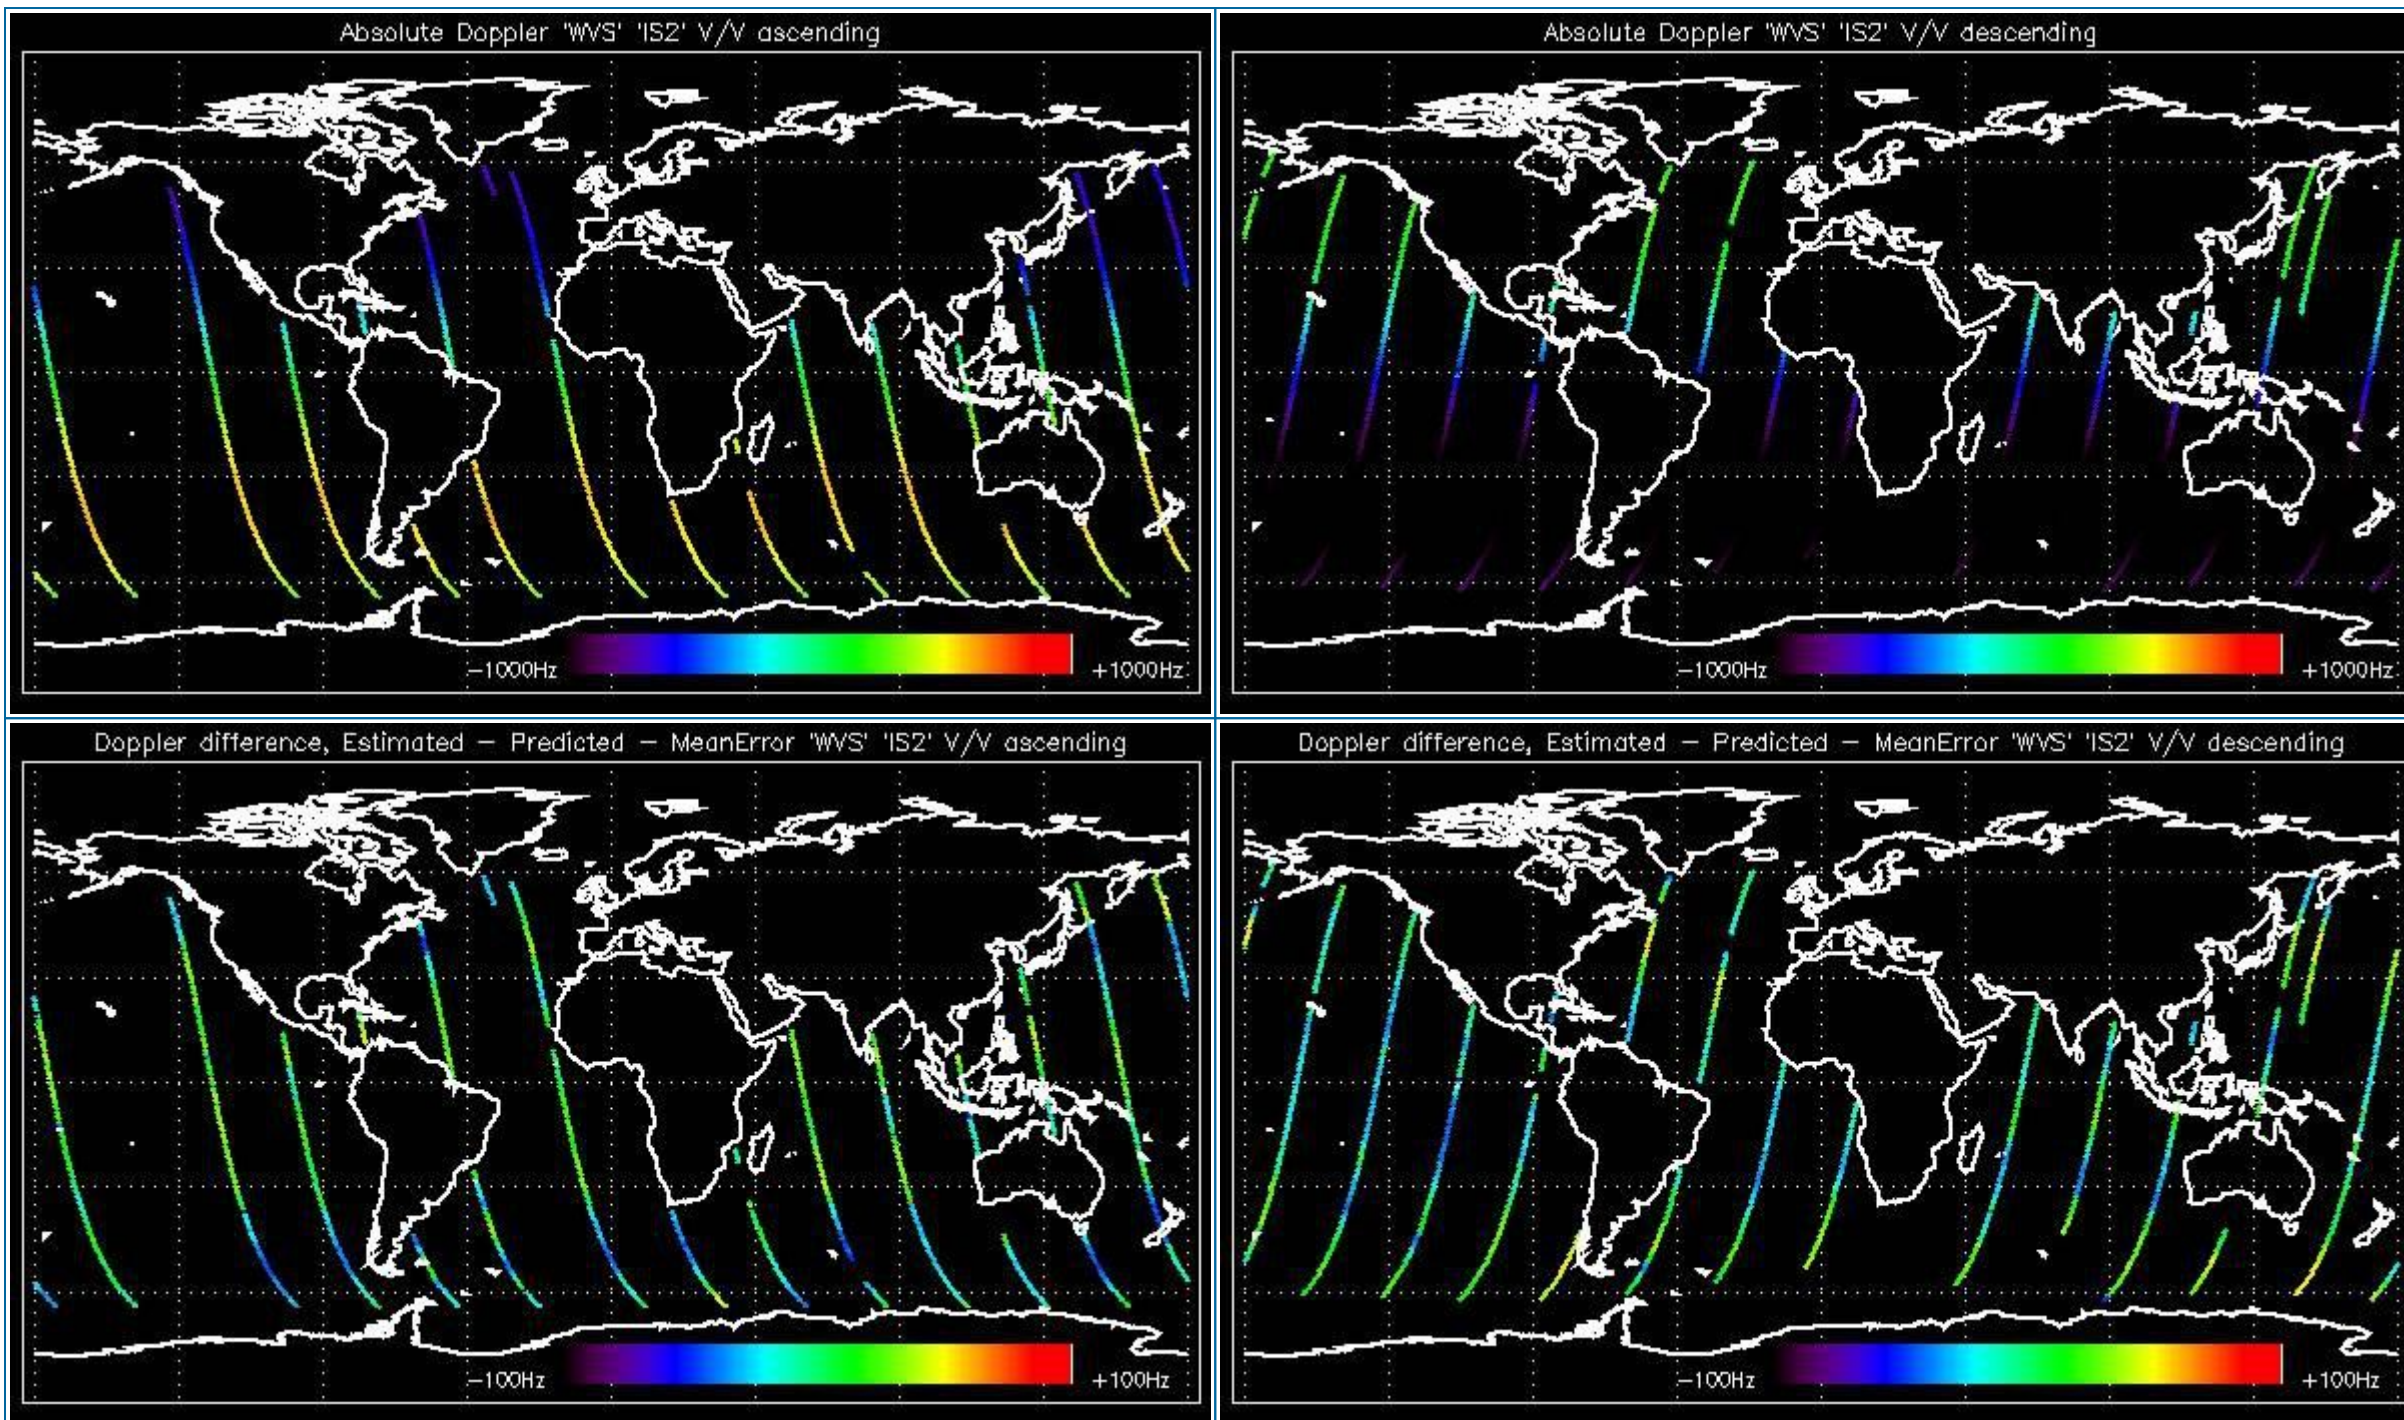 Absolute Doppler 'WVS' 'IS2' V/V ascending
-1000Hz
+1000Hz
Absolute Doppler 'WVS' 'IS2' V/V descending
-1000Hz
+1000Hz
Doppler difference, Estimated - Predicted - MeanError 'WVS' 'IS2' V/V ascending
-100Hz
+100Hz
Doppler difference, Estimated - Predicted - MeanError 'WVS' 'IS2' V/V descending
-100Hz
+100Hz